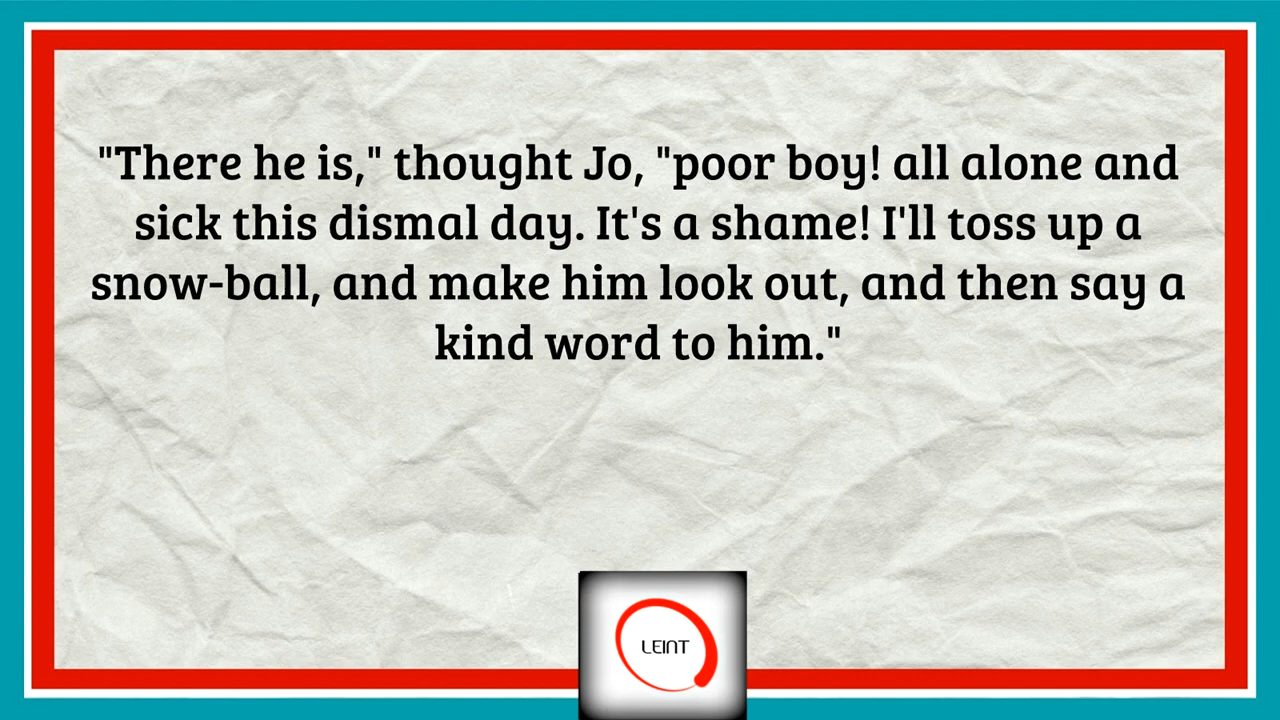 "There he is," thought Jo, "poor boy! all alone and
sick this dismal day. It's a shame! I'll toss up a
snow-ball, and make him look out, and then say a
kind word to him."
LEINT